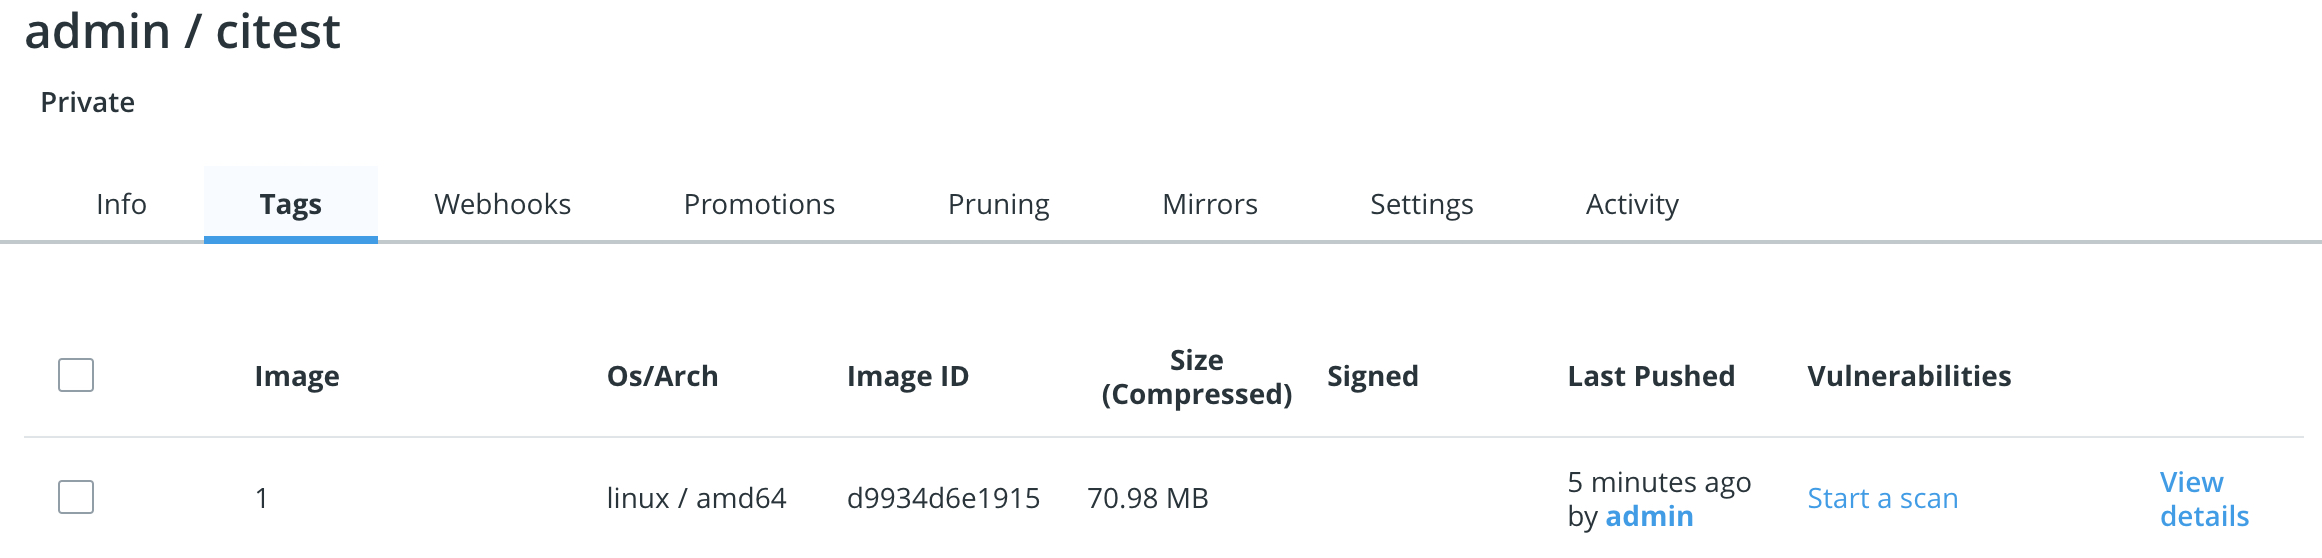 admin / citest
Private
Info Tags Webhooks Promotions Pruning Mirrors Settings Activity
Image Os/Arch Image ID Size (Compressed) Signed Last Pushed Vulnerabilities
1 linux / amd64 d9934d6e1915 70.98 MB 5 minutes ago by admin Start a scan View details